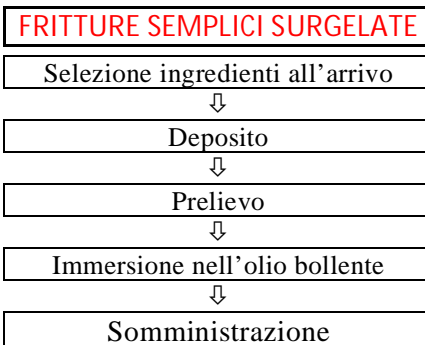 FRITTURE SEMPLICI SURGELATE
Selezione ingredienti all’arrivo
⇩
Deposito
⇩
Prelievo
⇩
Immersione nell’olio bollente
⇩
Somministrazione